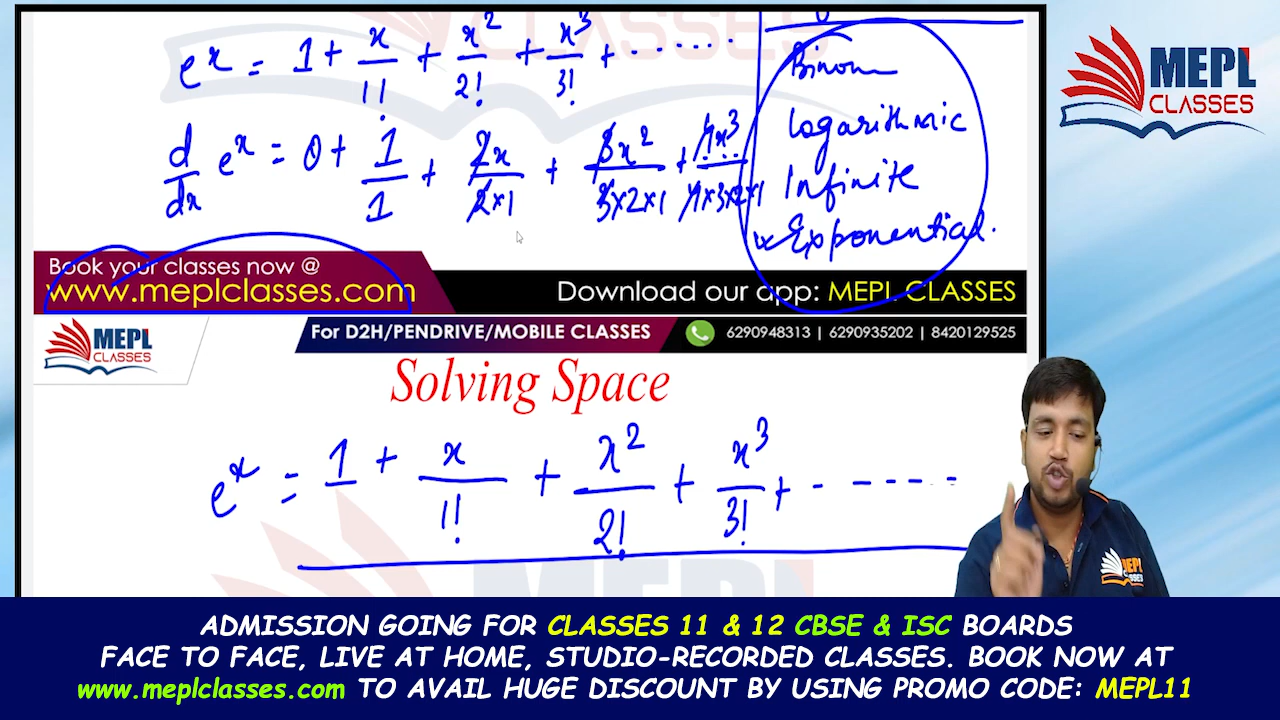 CLASSES
e^x = 1 + x/1! + x^2/2! + x^3/3! + ......
d/dx e^x = 0 + 1/1 + 2x/2×1 + 3x^2/3×2×1 + 4x^3/4×3×2×1
Binom
Logarithmic
Infinite
Exponential.
MEPL
CLASSES
Book your classes now @
www.meplclasses.com
Download our app: MEPL CLASSES
MEPL
CLASSES
For D2H/PENDRIVE/MOBILE CLASSES
6290948313 | 6290935202 | 8420129525
Solving Space
e^x = 1 + x/1! + x^2/2! + x^3/3! + - - - - - -
MEPL
MEPL
CLASSES
ADMISSION GOING FOR CLASSES 11 & 12 CBSE & ISC BOARDS
FACE TO FACE, LIVE AT HOME, STUDIO-RECORDED CLASSES. BOOK NOW AT
www.meplclasses.com TO AVAIL HUGE DISCOUNT BY USING PROMO CODE: MEPL11